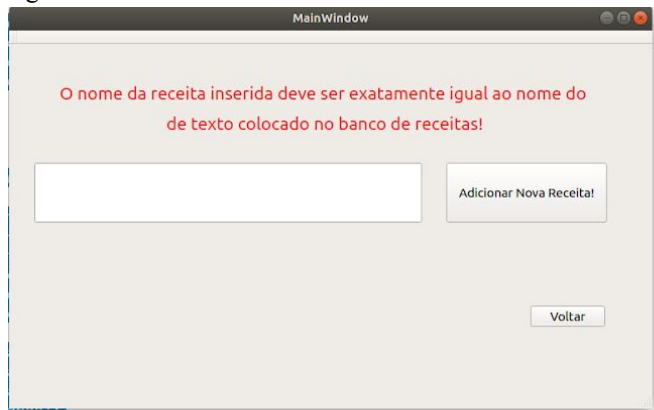 MainWindow
O nome da receita inserida deve ser exatamente igual ao nome do
de texto colocado no banco de receitas!
Adicionar Nova Receita!
Voltar